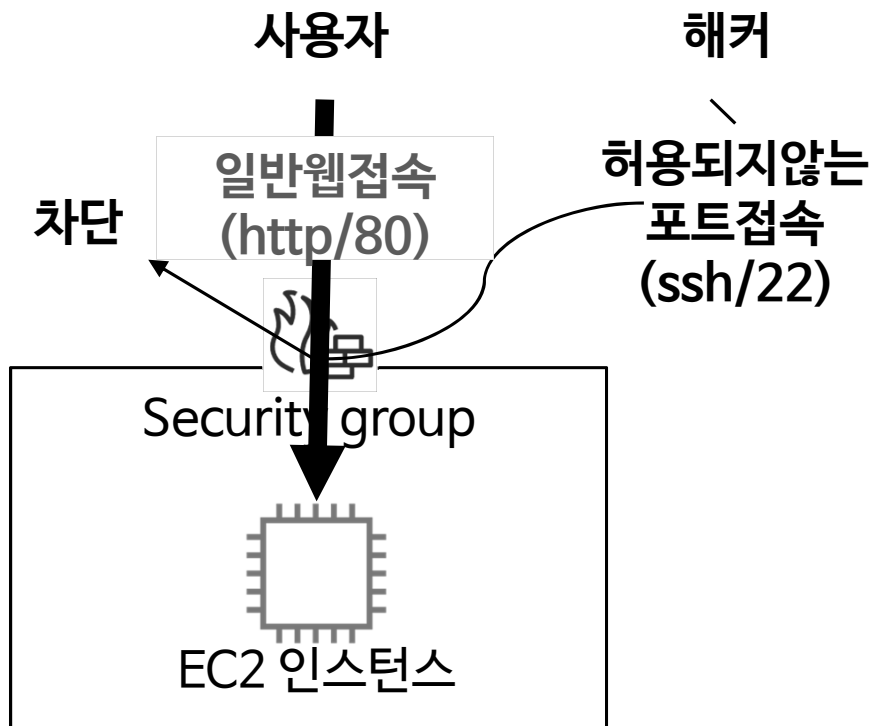 사용자
해커
일반웹접속
(http/80)
허용되지않는
포트접속
(ssh/22)
차단
Security group
EC2 인스턴스